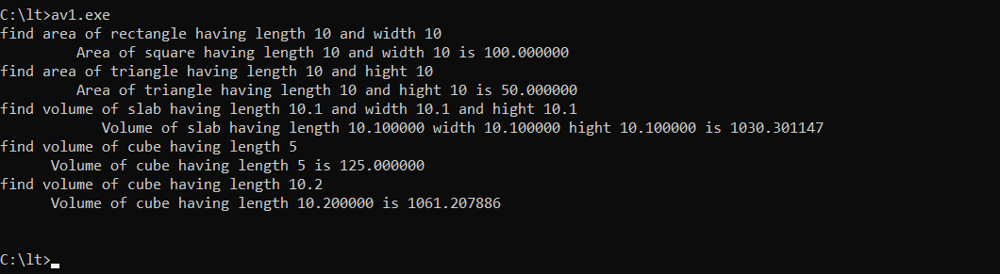 C:\lt>av1.exe
find area of rectangle having length 10 and width 10
Area of square having length 10 and width 10 is 100.000000
find area of triangle having length 10 and hight 10
Area of triangle having length 10 and hight 10 is 50.000000
find volume of slab having length 10.1 and width 10.1 and hight 10.1
Volume of slab having length 10.100000 width 10.100000 hight 10.100000 is 1030.301147
find volume of cube having length 5
Volume of cube having length 5 is 125.000000
find volume of cube having length 10.2
Volume of cube having length 10.200000 is 1061.207886
C:\lt>